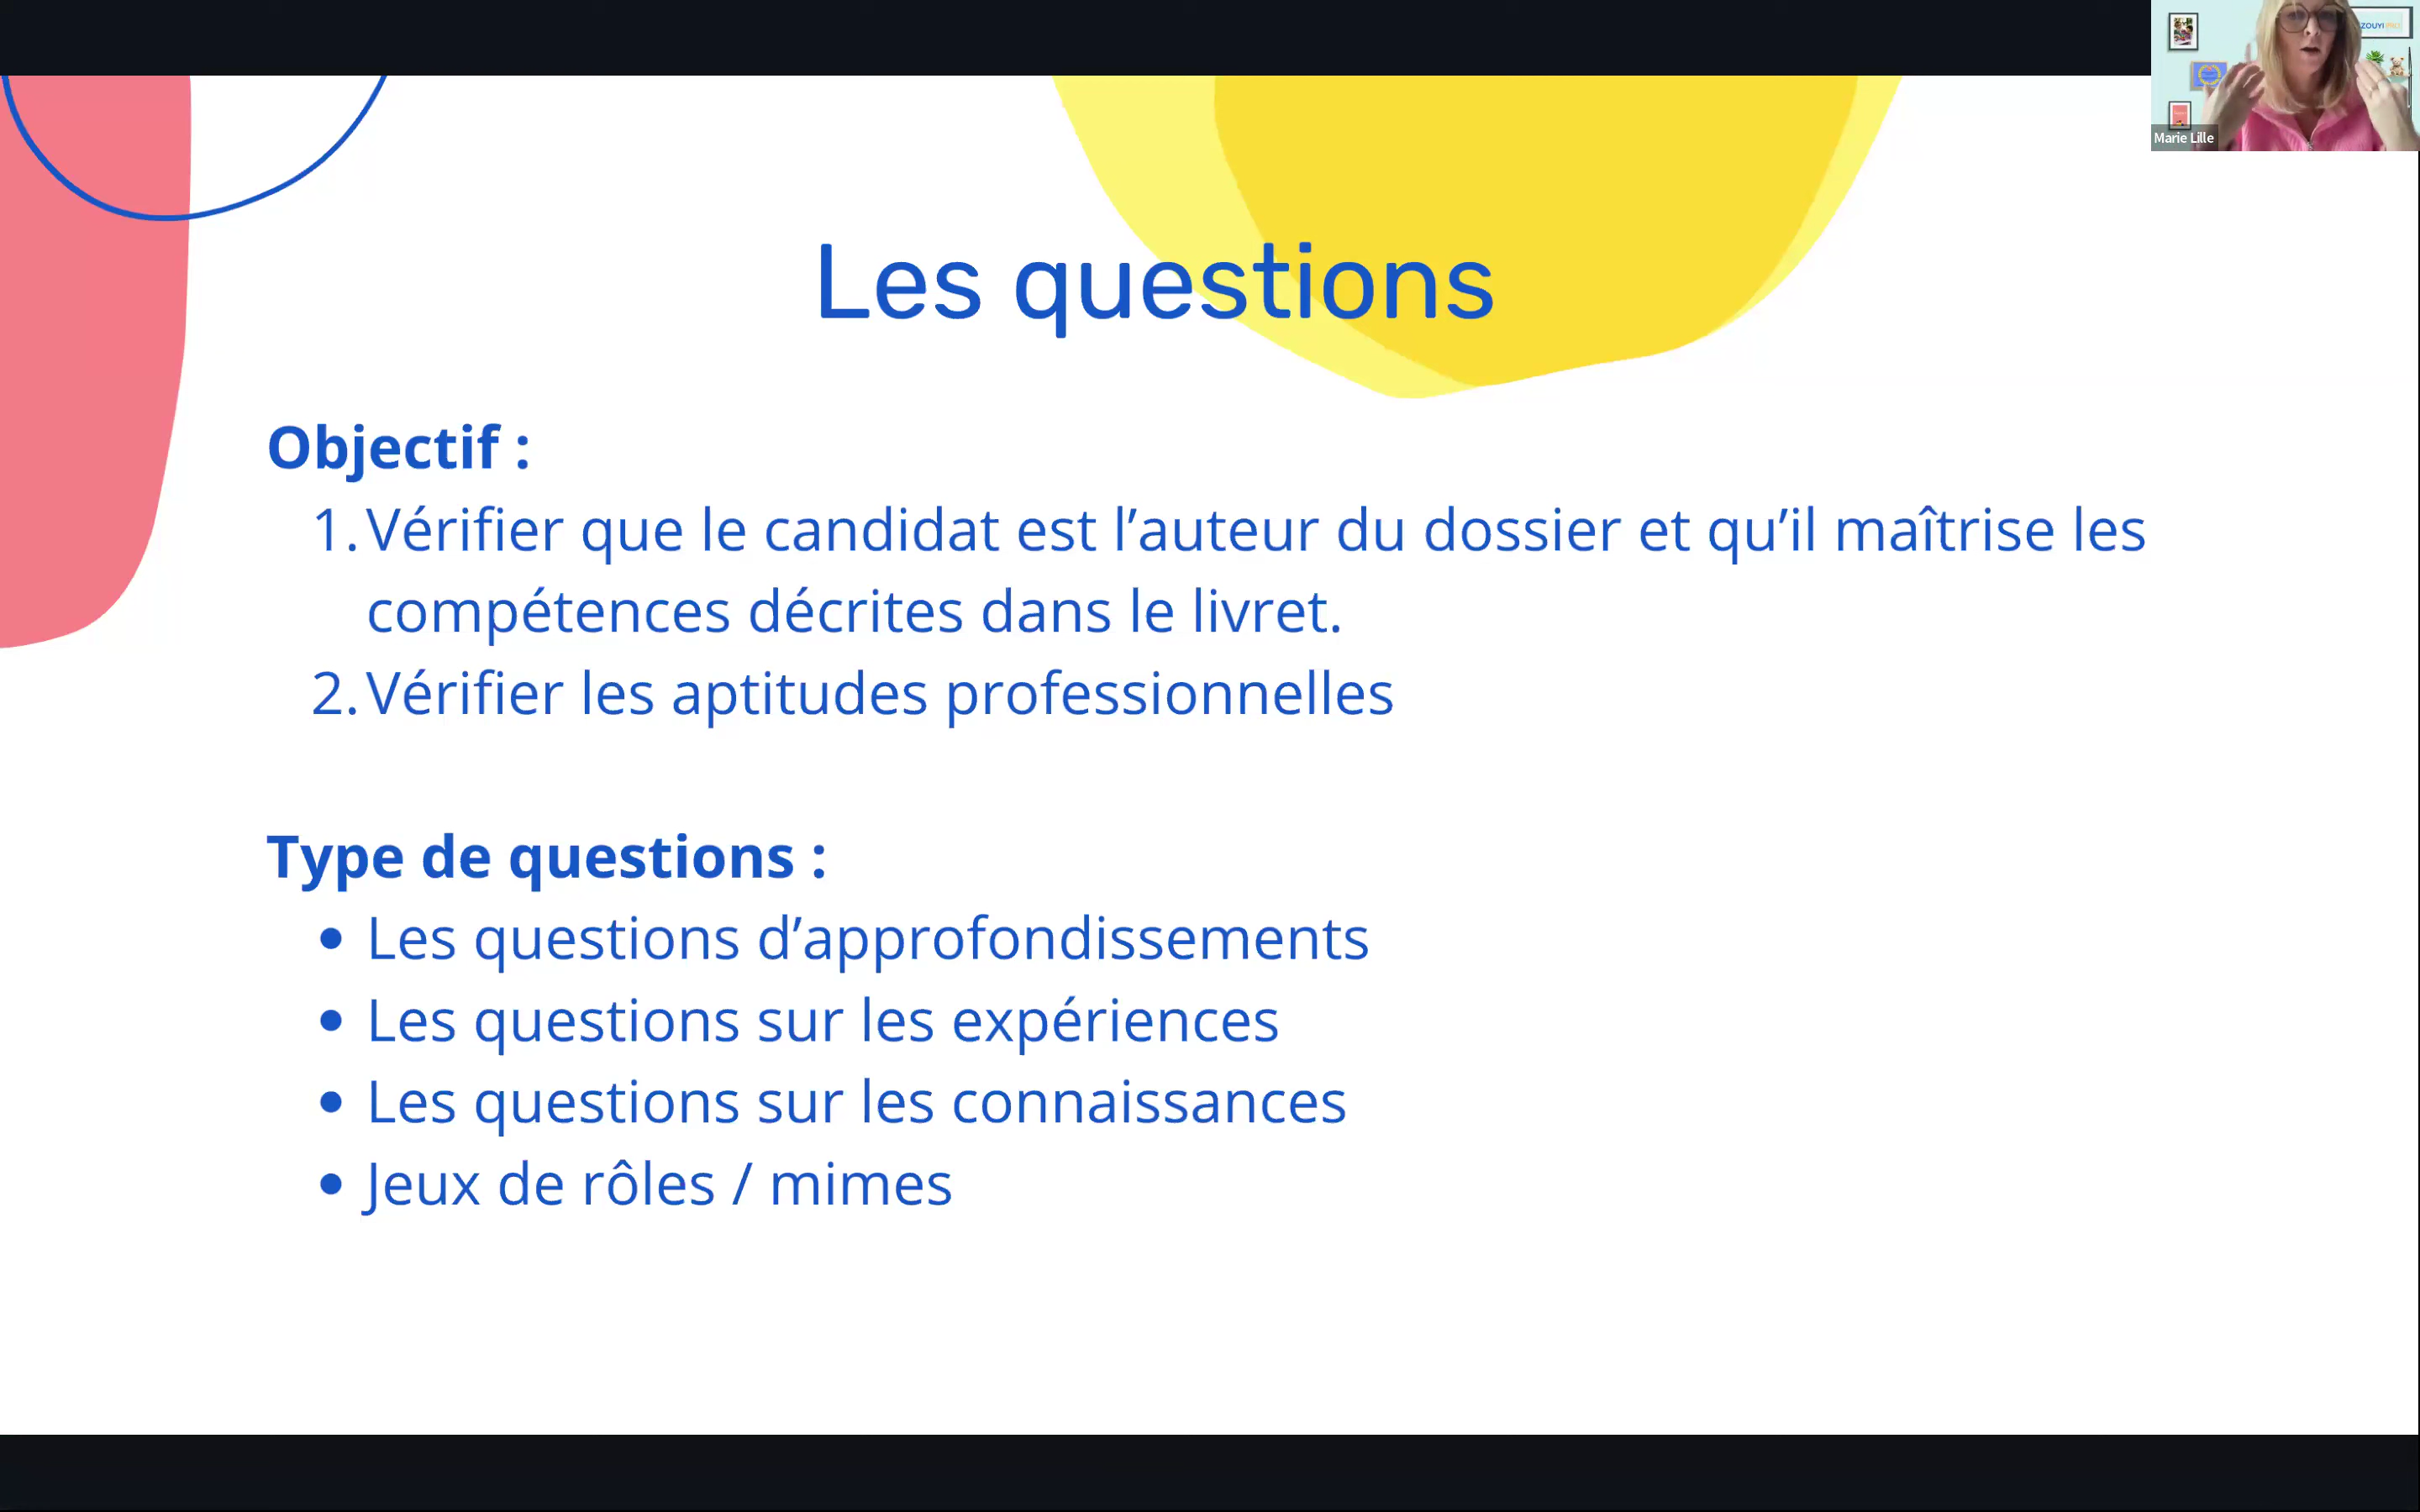 ZOUYI
Marie Lille
Les questions
Objectif :
1. Vérifier que le candidat est l’auteur du dossier et qu’il maîtrise les
compétences décrites dans le livret.
2. Vérifier les aptitudes professionnelles
Type de questions :
• Les questions d’approfondissements
• Les questions sur les expériences
• Les questions sur les connaissances
• Jeux de rôles / mimes